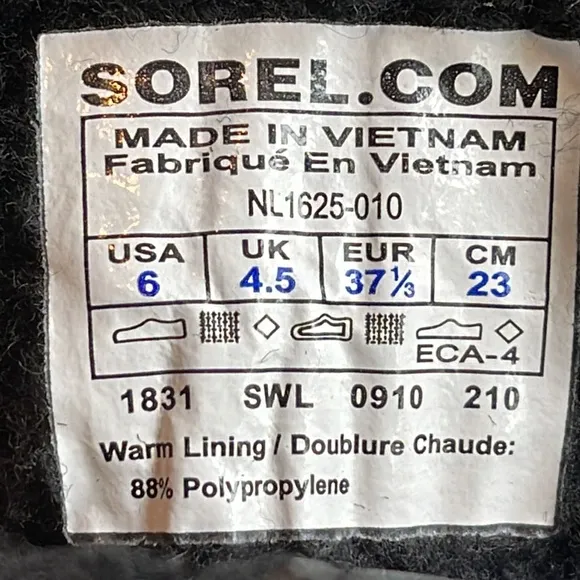 SOREL.COM
MADE IN VIETNAM
Fabriqué En Vietnam
NL1625-010
USA UK EUR CM
6 4.5 37⅓ 23
ECA-4
1831 SWL 0910 210
Warm Lining / Doublure Chaude:
88% Polypropylene